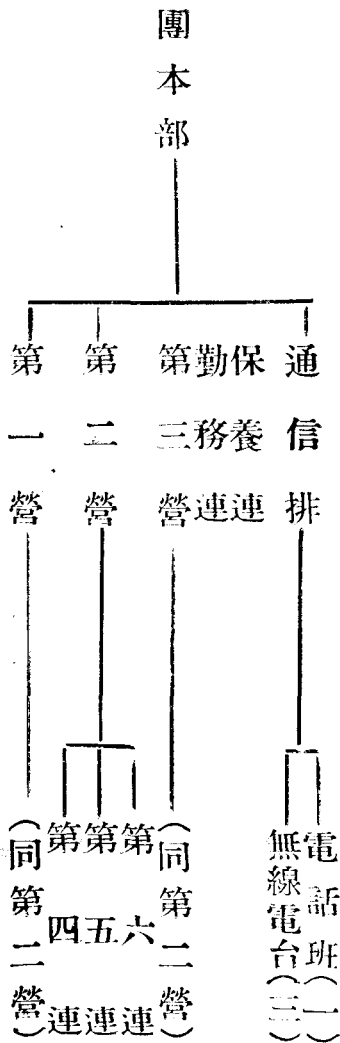 團本部
通信排
保養連
勤務連
第三營
第二營
第一營
電話班(一)
無線電台(三)
(同第二營)
第六連
第五連
第四連
(同第二營)